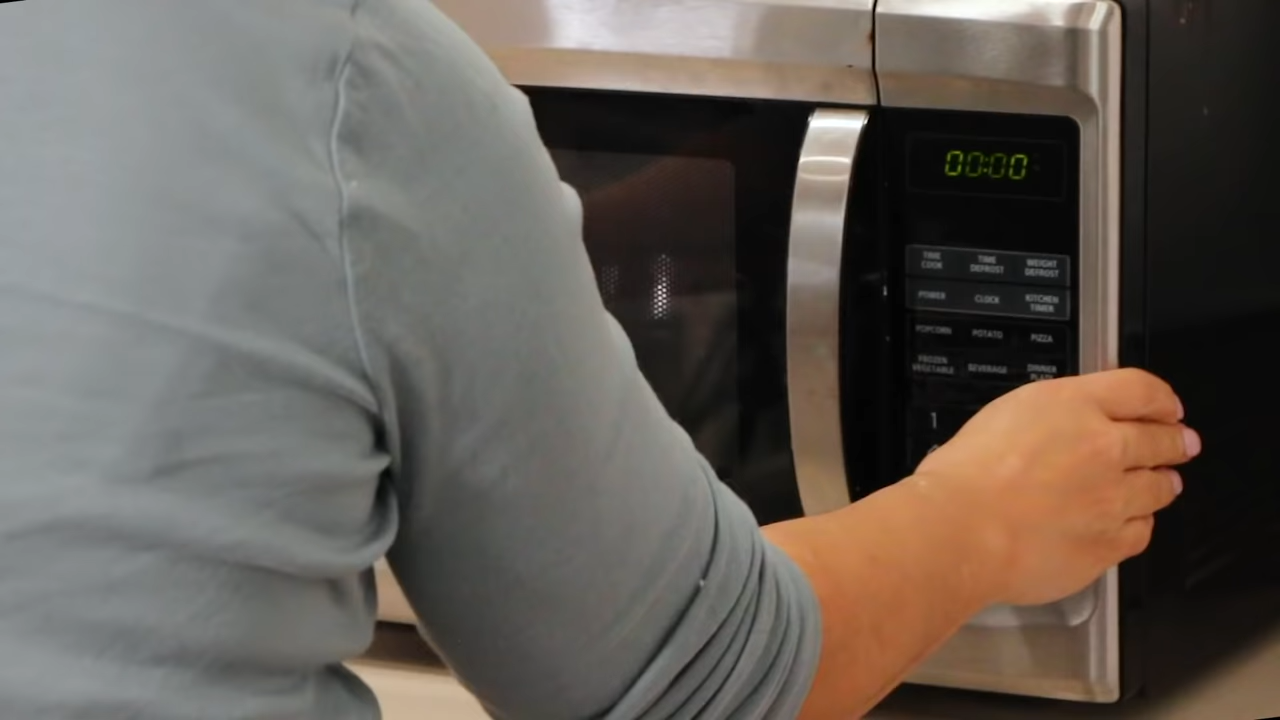 00:00
TIME COOK TIME DEFROST WEIGHT DEFROST
POWER CLOCK KITCHEN TIMER
POPCORN POTATO PIZZA
FROZEN VEGETABLE BEVERAGE DINNER PLATE
1